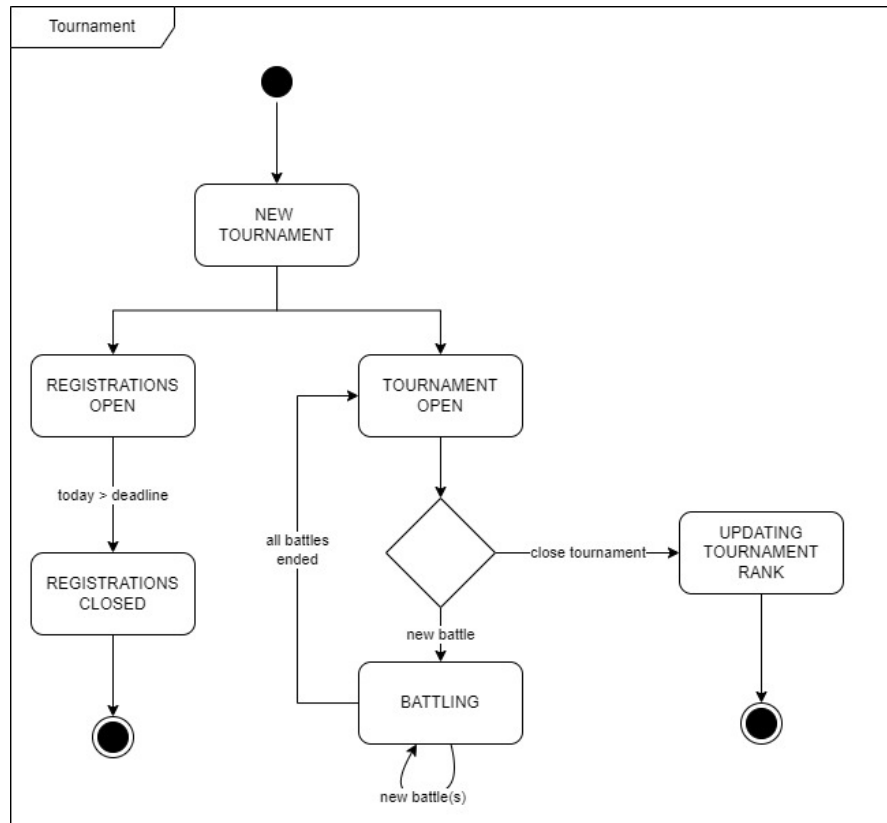 Tournament
NEW
TOURNAMENT
REGISTRATIONS
OPEN
TOURNAMENT
OPEN
today > deadline
all battles
ended
close tournament
UPDATING
TOURNAMENT
RANK
REGISTRATIONS
CLOSED
new battle
BATTLING
new battle(s)